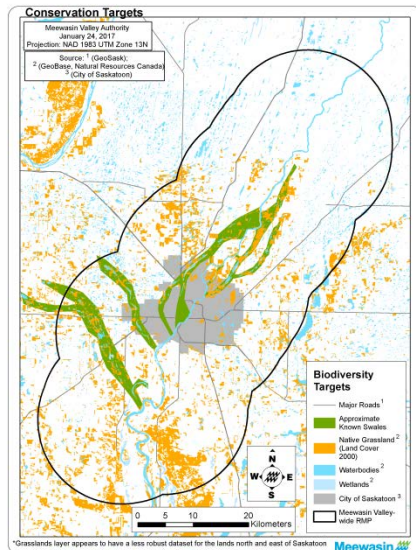 Conservation Targets
Meewasin Valley Authority
January 24, 2017
Projection: NAD 1983 UTM Zone 13N
Source: 1 (GeoSask);
2 (GeoBase, Natural Resources Canada)
3 (City of Saskatoon)
Biodiversity
Targets
Major Roads 1
Approximate
Known Swales
Native Grassland 2
(Land Cover
2000)
Waterbodies 2
Wetlands 2
City of Saskatoon 3
Meewasin Valley-
wide RMP
N
W E
S
0 5 10 20
Kilometers
*Grasslands layer appears to have a less robust dataset for the lands north and east of Saskatoon
Meewasin